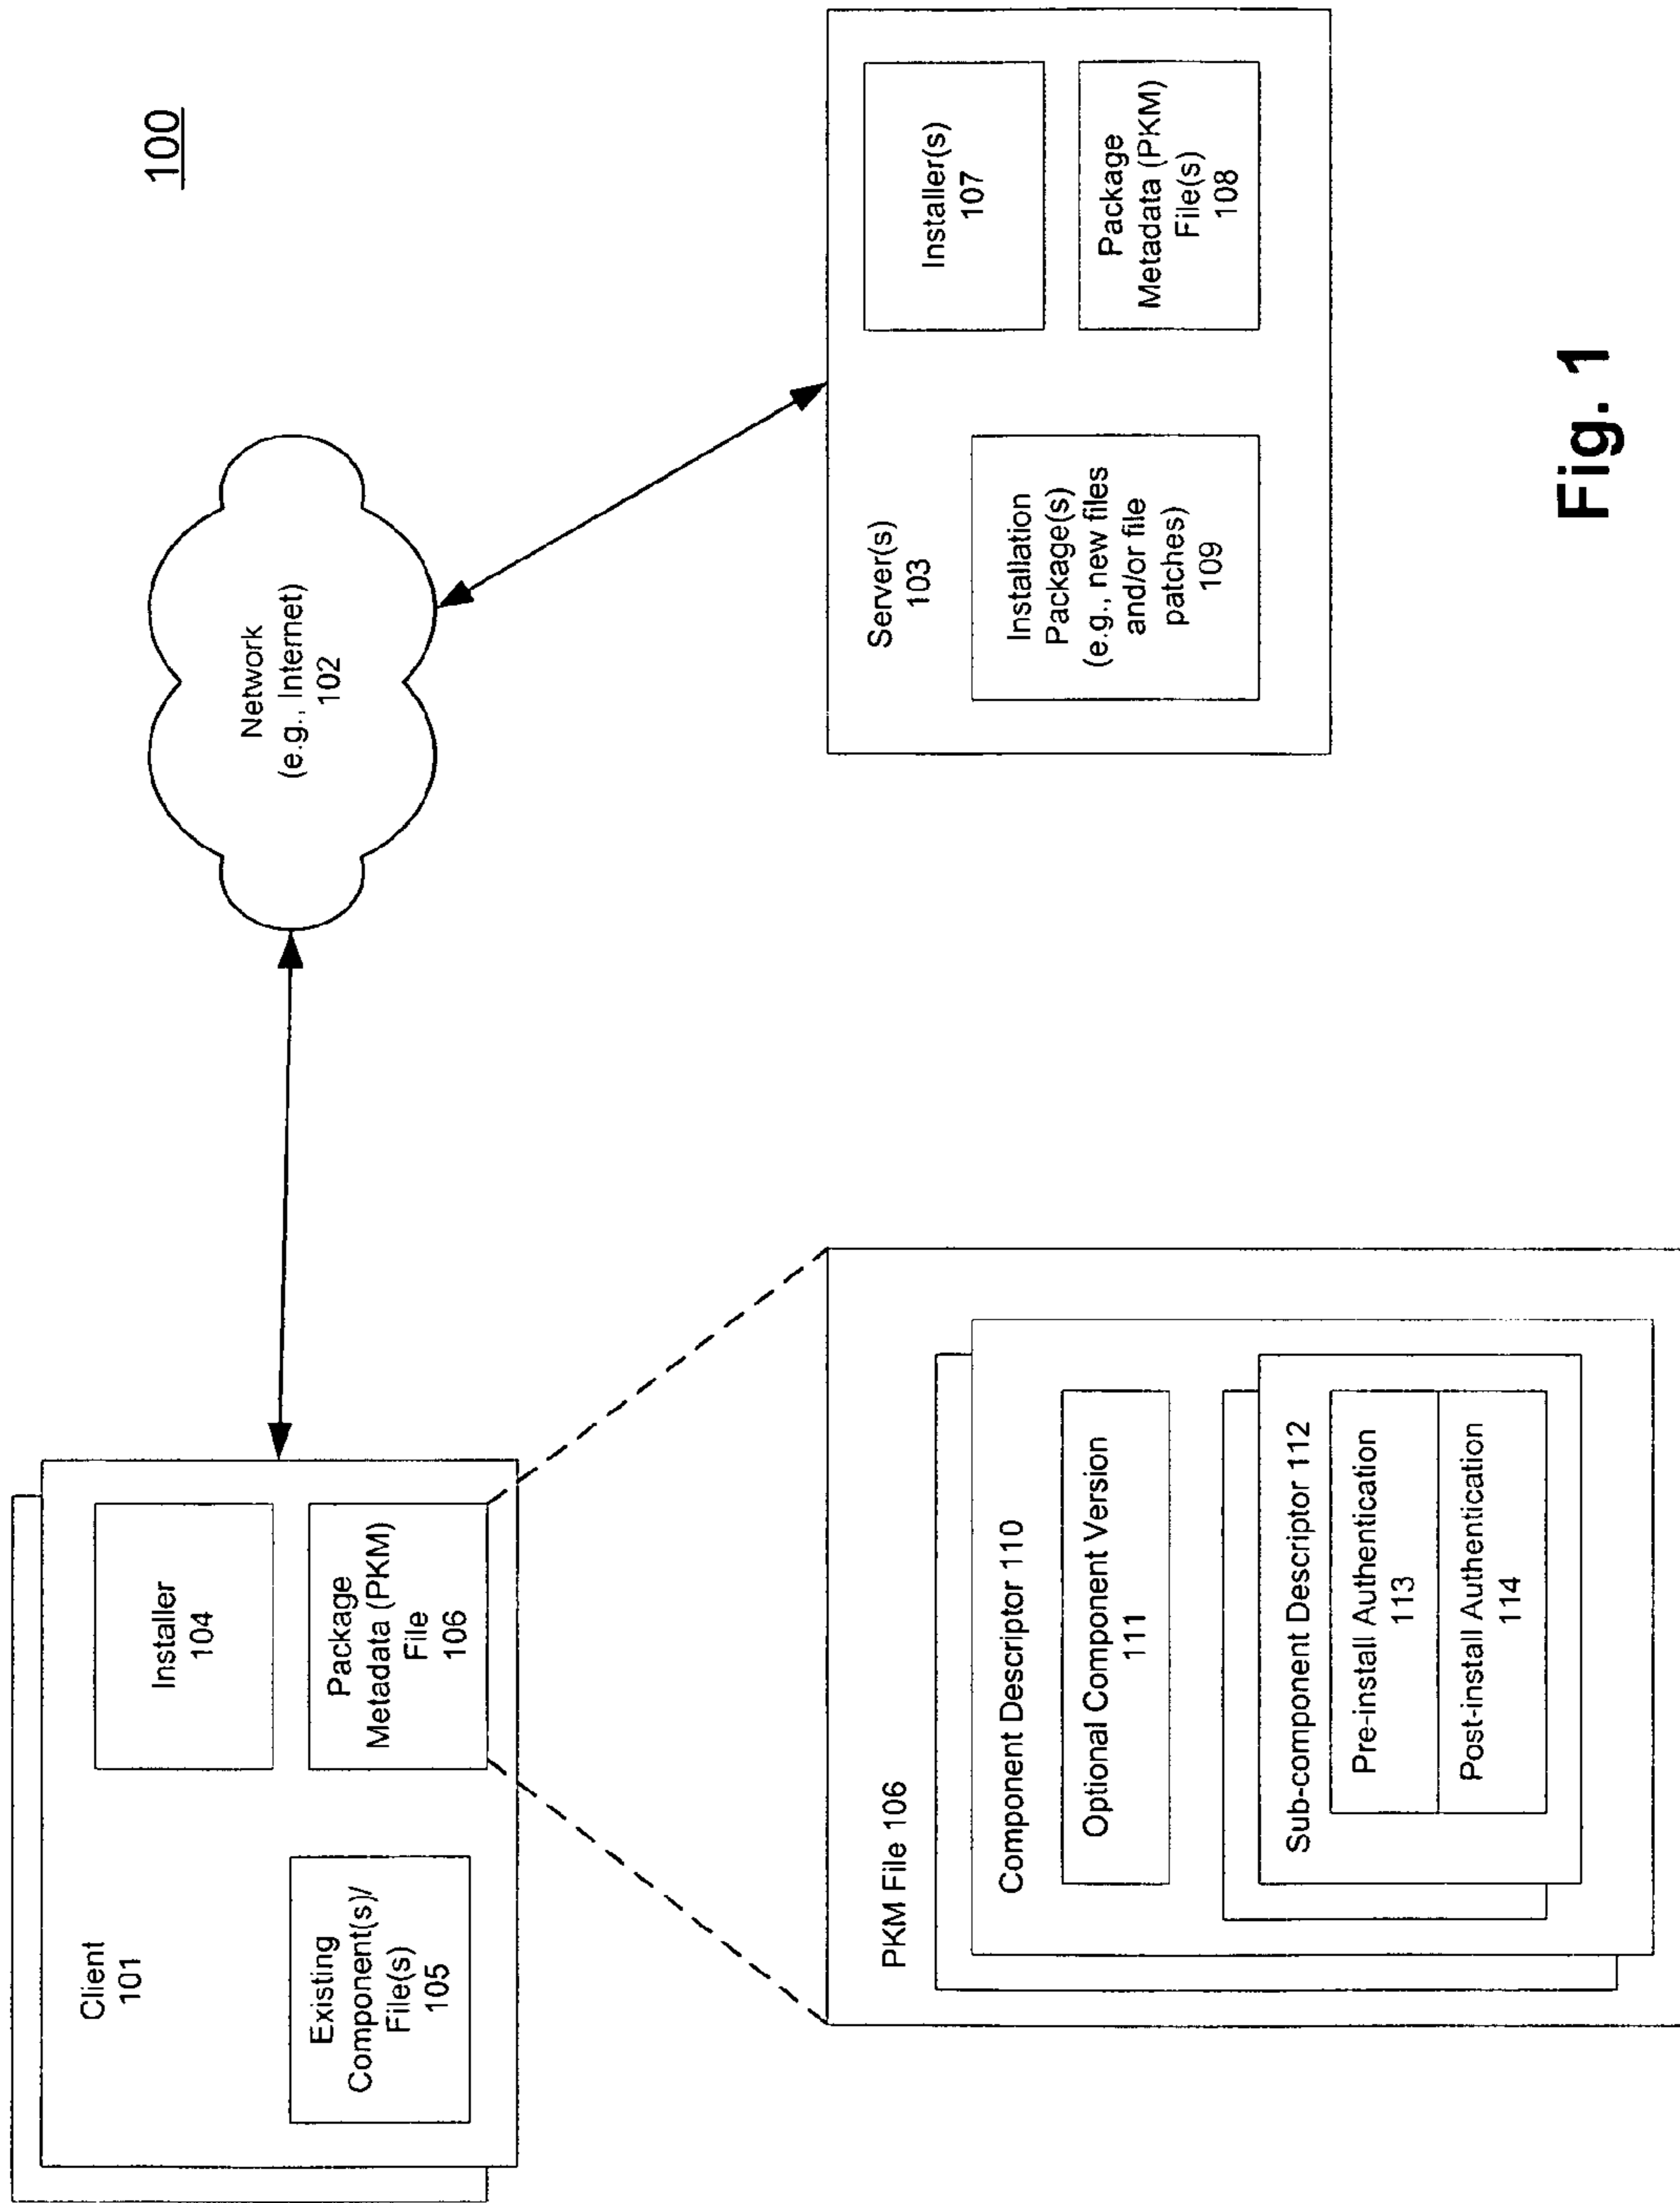 100
Network
(e.g., Internet)
102
Client
101
Installer
104
Existing
Component(s)/
File(s)
105
Package
Metadata (PKM)
File
106
Server(s)
103
Installer(s)
107
Installation
Package(s)
(e.g., new files
and/or file
patches)
109
Package
Metadata (PKM)
File(s)
108
PKM File 106
Component Descriptor 110
Optional Component Version
111
Sub-component Descriptor 112
Pre-install Authentication
113
Post-install Authentication
114
Fig. 1